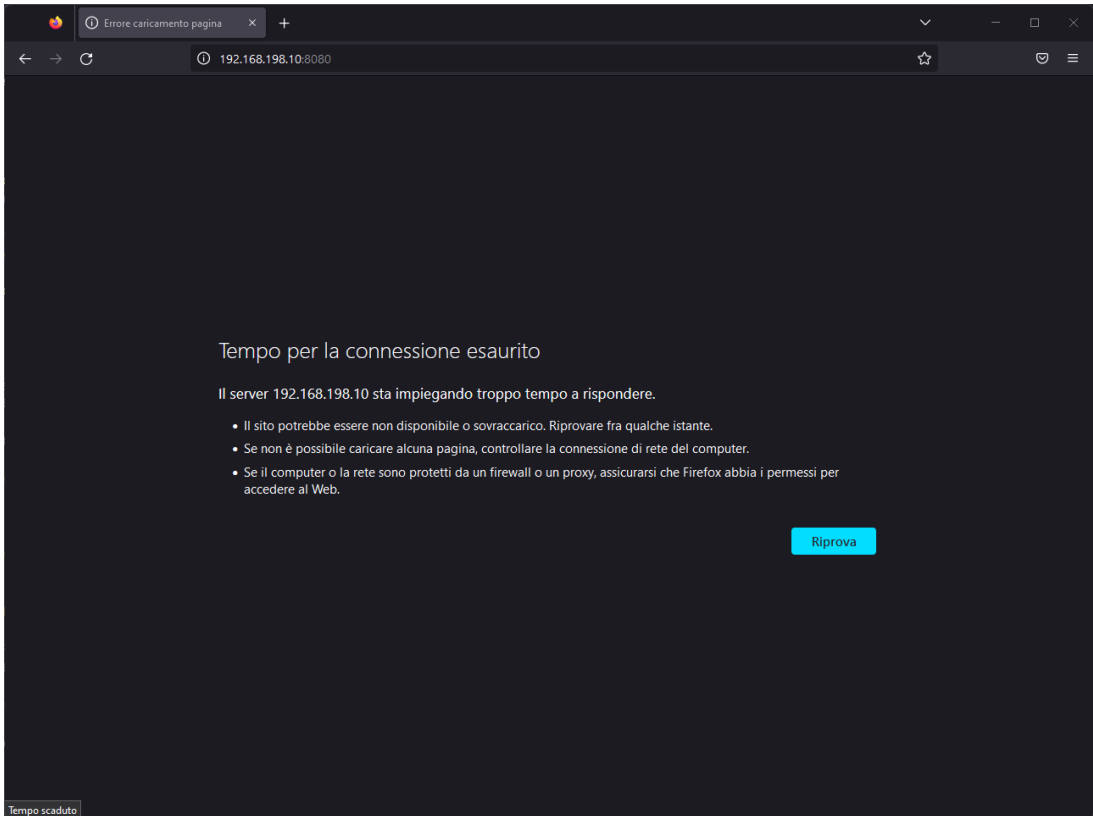 Errore caricamento pagina
192.168.198.10:8080
Tempo per la connessione esaurito
Il server 192.168.198.10 sta impiegando troppo tempo a rispondere.
• Il sito potrebbe essere non disponibile o sovraccarico. Riprovare fra qualche istante.
• Se non è possibile caricare alcuna pagina, controllare la connessione di rete del computer.
• Se il computer o la rete sono protetti da un firewall o un proxy, assicurarsi che Firefox abbia i permessi per
accedere al Web.
Riprova
Tempo scaduto